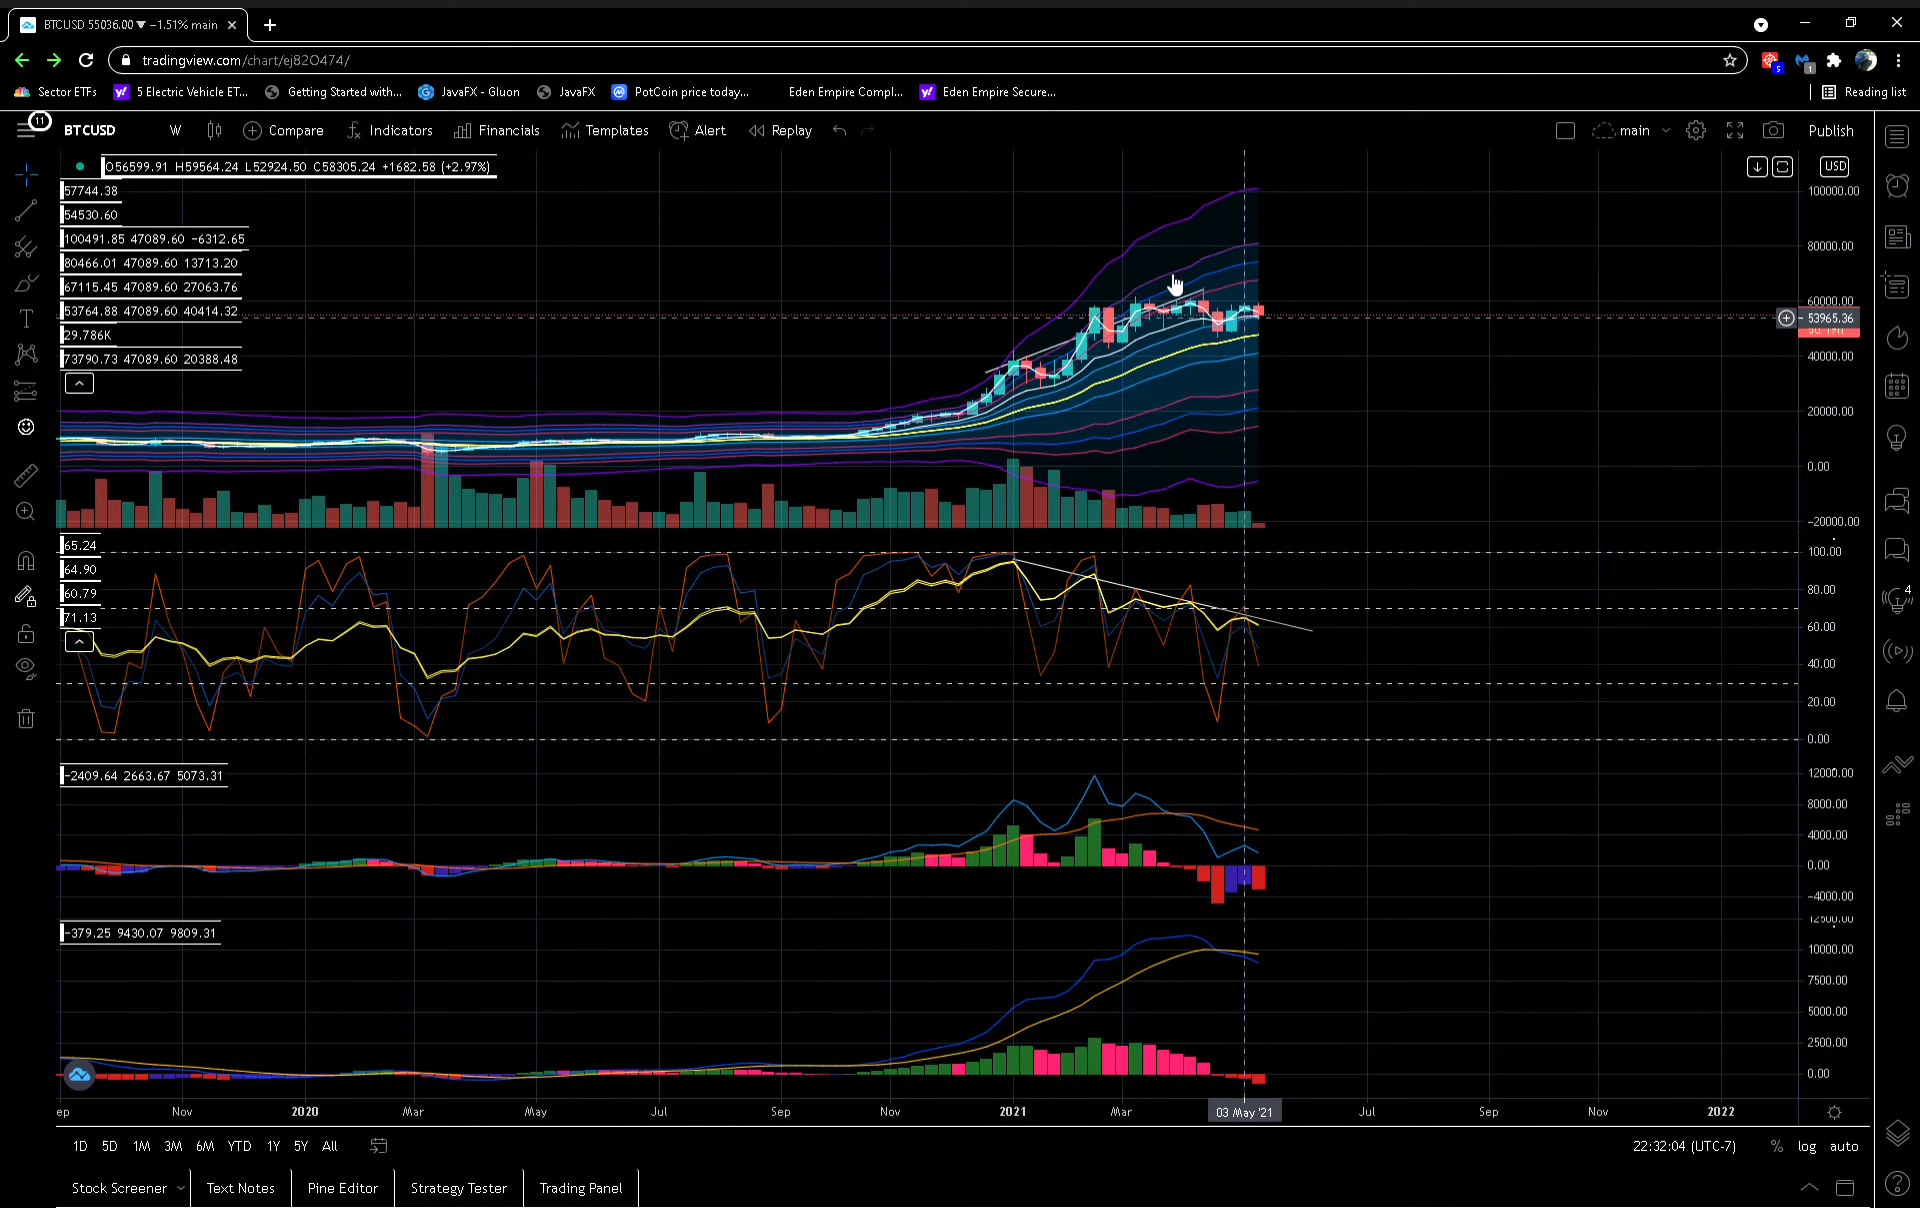 BTCUSD 55036.00 ▼ −1.51% main
tradingview.com/chart/ej82O474/
5
1
Sector ETFs
5 Electric Vehicle ET...
Getting Started with...
JavaFX - Gluon
JavaFX
PotCoin price today...
Eden Empire Compl...
Eden Empire Secure...
Reading list
11
BTCUSD
W
Compare
Indicators
Financials
Templates
Alert
Replay
main
Publish
O56599.91 H59564.24 L52924.50 C58305.24 +1682.58 (+2.97%)
USD
57744.38
54530.60
100491.85 47089.60 −6312.65
80466.01 47089.60 13713.20
67115.45 47089.60 27063.76
53764.88 47089.60 40414.32
29.786K
73790.73 47089.60 20388.48
100000.00
80000.00
60000.00
53965.36
40000.00
20000.00
0.00
−20000.00
65.24
64.90
60.79
71.13
100.00
80.00
60.00
40.00
20.00
0.00
4
−2409.64 2663.67 5073.31
12000.00
8000.00
4000.00
0.00
−4000.00
−379.25 9430.07 9809.31
12500.00
10000.00
7500.00
5000.00
2500.00
0.00
ep
Nov
2020
Mar
May
Jul
Sep
Nov
2021
Mar
03 May '21
Jul
Sep
Nov
2022
1D 5D 1M 3M 6M YTD 1Y 5Y All
22:32:04 (UTC-7)
% log auto
Stock Screener
Text Notes
Pine Editor
Strategy Tester
Trading Panel